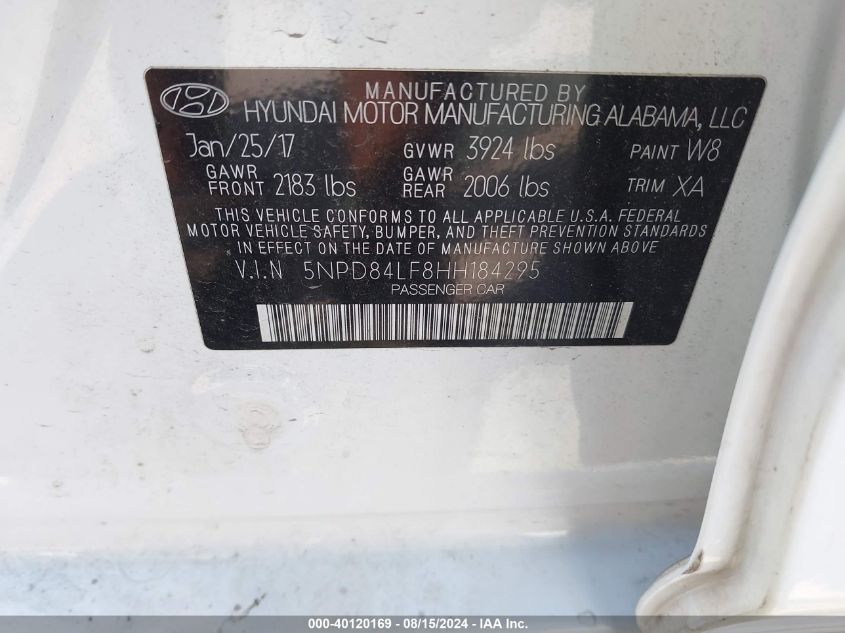 MANUFACTURED BY
HYUNDAI MOTOR MANUFACTURING ALABAMA, LLC
Jan/25/17 GVWR 3924 lbs PAINT W8
GAWR FRONT 2183 lbs GAWR REAR 2006 lbs TRIM XA
THIS VEHICLE CONFORMS TO ALL APPLICABLE U.S.A. FEDERAL
MOTOR VEHICLE SAFETY, BUMPER, AND THEFT PREVENTION STANDARDS
IN EFFECT ON THE DATE OF MANUFACTURE SHOWN ABOVE
V.I.N 5NPD84LF8HH184295
PASSENGER CAR
000-40120169 - 08/15/2024 - IAA Inc.